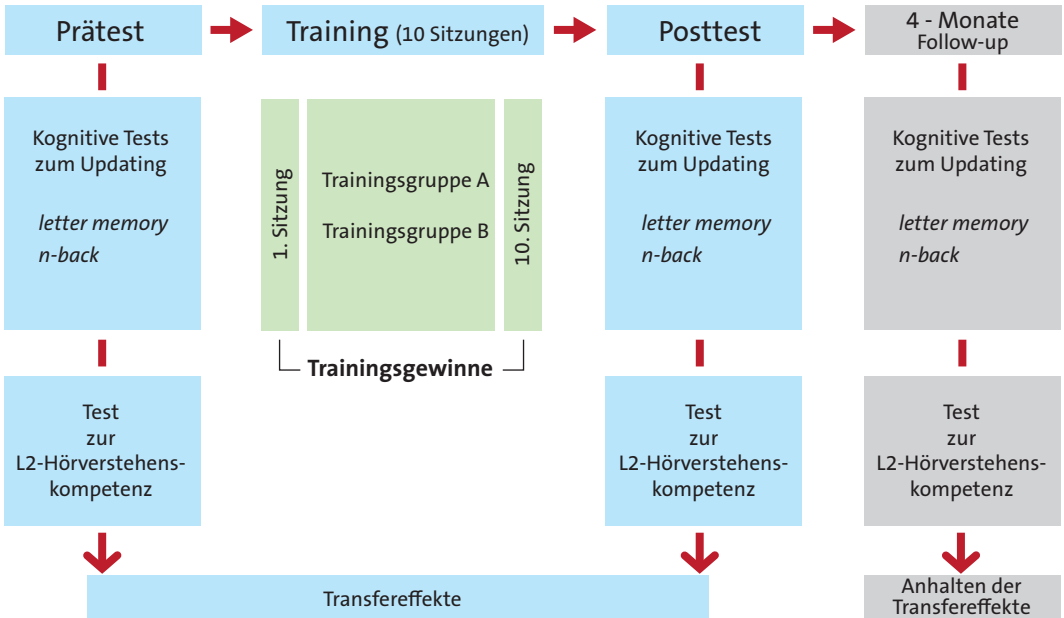 Prätest
Training (10 Sitzungen)
Posttest
4 - Monate
Follow-up
Kognitive Tests
zum Updating
letter memory
n-back
1. Sitzung
Trainingsgruppe A
Trainingsgruppe B
10. Sitzung
Trainingsgewinne
Kognitive Tests
zum Updating
letter memory
n-back
Kognitive Tests
zum Updating
letter memory
n-back
Test
zur
L2-Hörverstehens-
kompetenz
Test
zur
L2-Hörverstehens-
kompetenz
Test
zur
L2-Hörverstehens-
kompetenz
Transfereffekte
Anhalten der
Transfereffekte